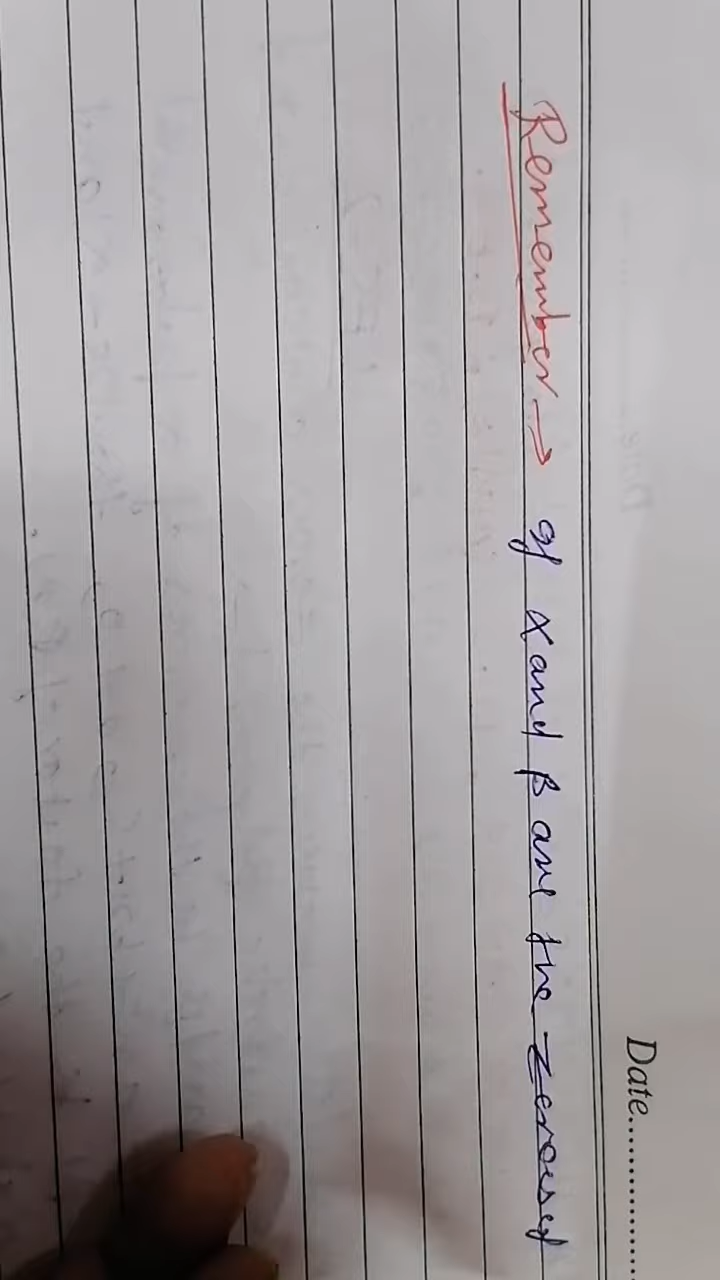 Date................
Remember → If α and β are the zeroes of